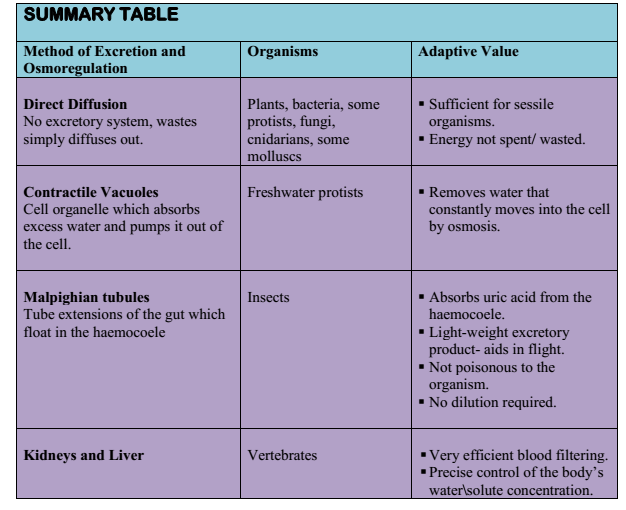 SUMMARY TABLE
Method of Excretion and
Osmoregulation
Organisms
Adaptive Value
Direct Diffusion
No excretory system, wastes
simply diffuses out.
Plants, bacteria, some
protists, fungi,
cnidarians, some
molluscs
▪ Sufficient for sessile
organisms.
▪ Energy not spent/ wasted.
Contractile Vacuoles
Cell organelle which absorbs
excess water and pumps it out of
the cell.
Freshwater protists
▪ Removes water that
constantly moves into the cell
by osmosis.
Malpighian tubules
Tube extensions of the gut which
float in the haemocoele
Insects
▪ Absorbs uric acid from the
haemocoele.
▪ Light-weight excretory
product- aids in flight.
▪ Not poisonous to the
organism.
▪ No dilution required.
Kidneys and Liver
Vertebrates
▪ Very efficient blood filtering.
▪ Precise control of the body’s
water\solute concentration.